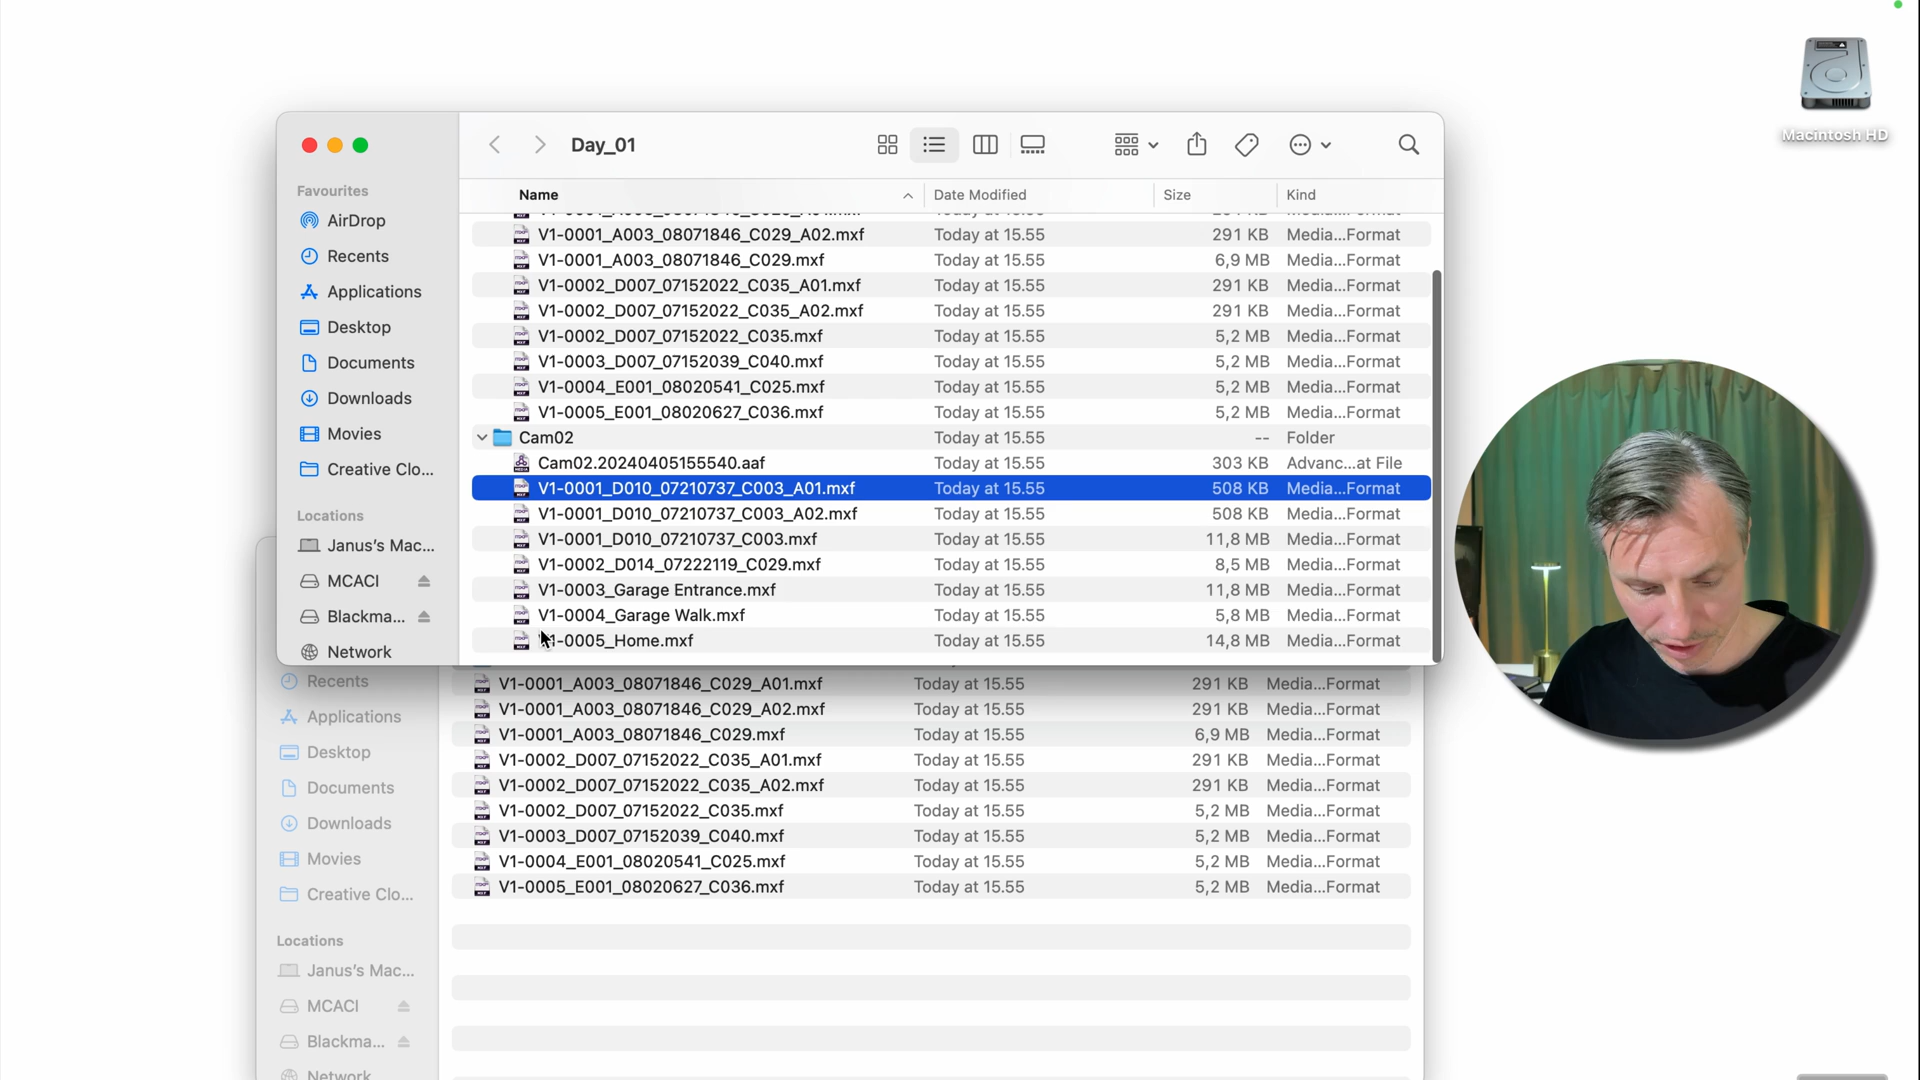 Macintosh HD
Day_01
Favourites
AirDrop
Recents
Applications
Desktop
Documents
Downloads
Movies
Creative Clo...
Locations
Janus's Mac...
MCACI
Blackma...
Network
Name Date Modified Size Kind
V1-0001_A003_08071846_C029_A02.mxf Today at 15.55 291 KB Media...Format
V1-0001_A003_08071846_C029.mxf Today at 15.55 6,9 MB Media...Format
V1-0002_D007_07152022_C035_A01.mxf Today at 15.55 291 KB Media...Format
V1-0002_D007_07152022_C035_A02.mxf Today at 15.55 291 KB Media...Format
V1-0002_D007_07152022_C035.mxf Today at 15.55 5,2 MB Media...Format
V1-0003_D007_07152039_C040.mxf Today at 15.55 5,2 MB Media...Format
V1-0004_E001_08020541_C025.mxf Today at 15.55 5,2 MB Media...Format
V1-0005_E001_08020627_C036.mxf Today at 15.55 5,2 MB Media...Format
Cam02 Today at 15.55 -- Folder
Cam02.20240405155540.aaf Today at 15.55 303 KB Advanc...at File
V1-0001_D010_07210737_C003_A01.mxf Today at 15.55 508 KB Media...Format
V1-0001_D010_07210737_C003_A02.mxf Today at 15.55 508 KB Media...Format
V1-0001_D010_07210737_C003.mxf Today at 15.55 11,8 MB Media...Format
V1-0002_D014_07222119_C029.mxf Today at 15.55 8,5 MB Media...Format
V1-0003_Garage Entrance.mxf Today at 15.55 11,8 MB Media...Format
V1-0004_Garage Walk.mxf Today at 15.55 5,8 MB Media...Format
V1-0005_Home.mxf Today at 15.55 14,8 MB Media...Format
Recents
Applications
Desktop
Documents
Downloads
Movies
Creative Clo...
Locations
Janus's Mac...
MCACI
Blackma...
Network
V1-0001_A003_08071846_C029_A01.mxf Today at 15.55 291 KB Media...Format
V1-0001_A003_08071846_C029_A02.mxf Today at 15.55 291 KB Media...Format
V1-0001_A003_08071846_C029.mxf Today at 15.55 6,9 MB Media...Format
V1-0002_D007_07152022_C035_A01.mxf Today at 15.55 291 KB Media...Format
V1-0002_D007_07152022_C035_A02.mxf Today at 15.55 291 KB Media...Format
V1-0002_D007_07152022_C035.mxf Today at 15.55 5,2 MB Media...Format
V1-0003_D007_07152039_C040.mxf Today at 15.55 5,2 MB Media...Format
V1-0004_E001_08020541_C025.mxf Today at 15.55 5,2 MB Media...Format
V1-0005_E001_08020627_C036.mxf Today at 15.55 5,2 MB Media...Format